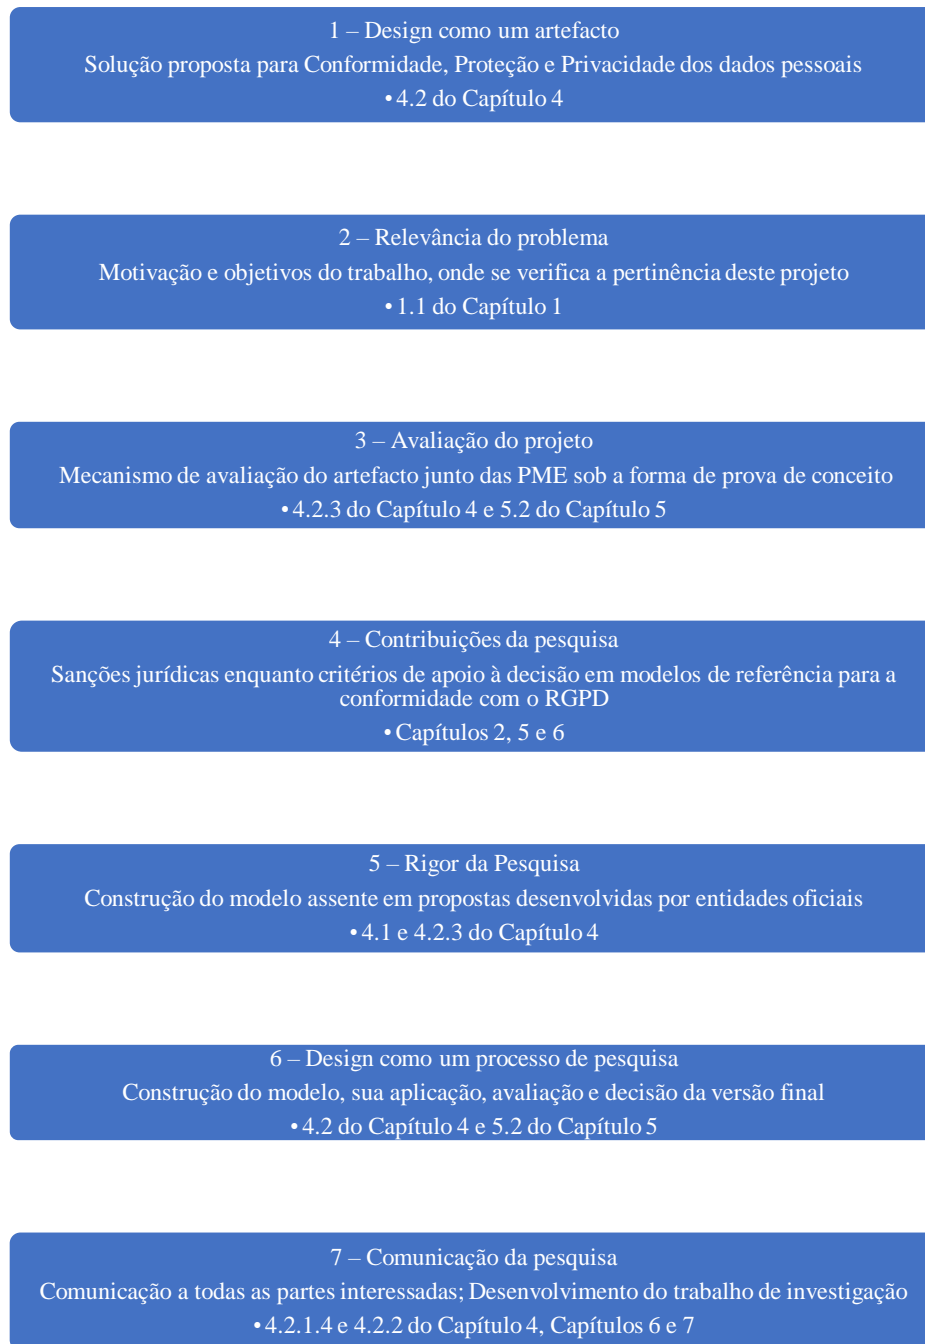 1 – Design como um artefacto
Solução proposta para Conformidade, Proteção e Privacidade dos dados pessoais
• 4.2 do Capítulo 4
2 – Relevância do problema
Motivação e objetivos do trabalho, onde se verifica a pertinência deste projeto
• 1.1 do Capítulo 1
3 – Avaliação do projeto
Mecanismo de avaliação do artefacto junto das PME sob a forma de prova de conceito
• 4.2.3 do Capítulo 4 e 5.2 do Capítulo 5
4 – Contribuições da pesquisa
Sanções jurídicas enquanto critérios de apoio à decisão em modelos de referência para a
conformidade com o RGPD
• Capítulos 2, 5 e 6
5 – Rigor da Pesquisa
Construção do modelo assente em propostas desenvolvidas por entidades oficiais
• 4.1 e 4.2.3 do Capítulo 4
6 – Design como um processo de pesquisa
Construção do modelo, sua aplicação, avaliação e decisão da versão final
• 4.2 do Capítulo 4 e 5.2 do Capítulo 5
7 – Comunicação da pesquisa
Comunicação a todas as partes interessadas; Desenvolvimento do trabalho de investigação
• 4.2.1.4 e 4.2.2 do Capítulo 4, Capítulos 6 e 7